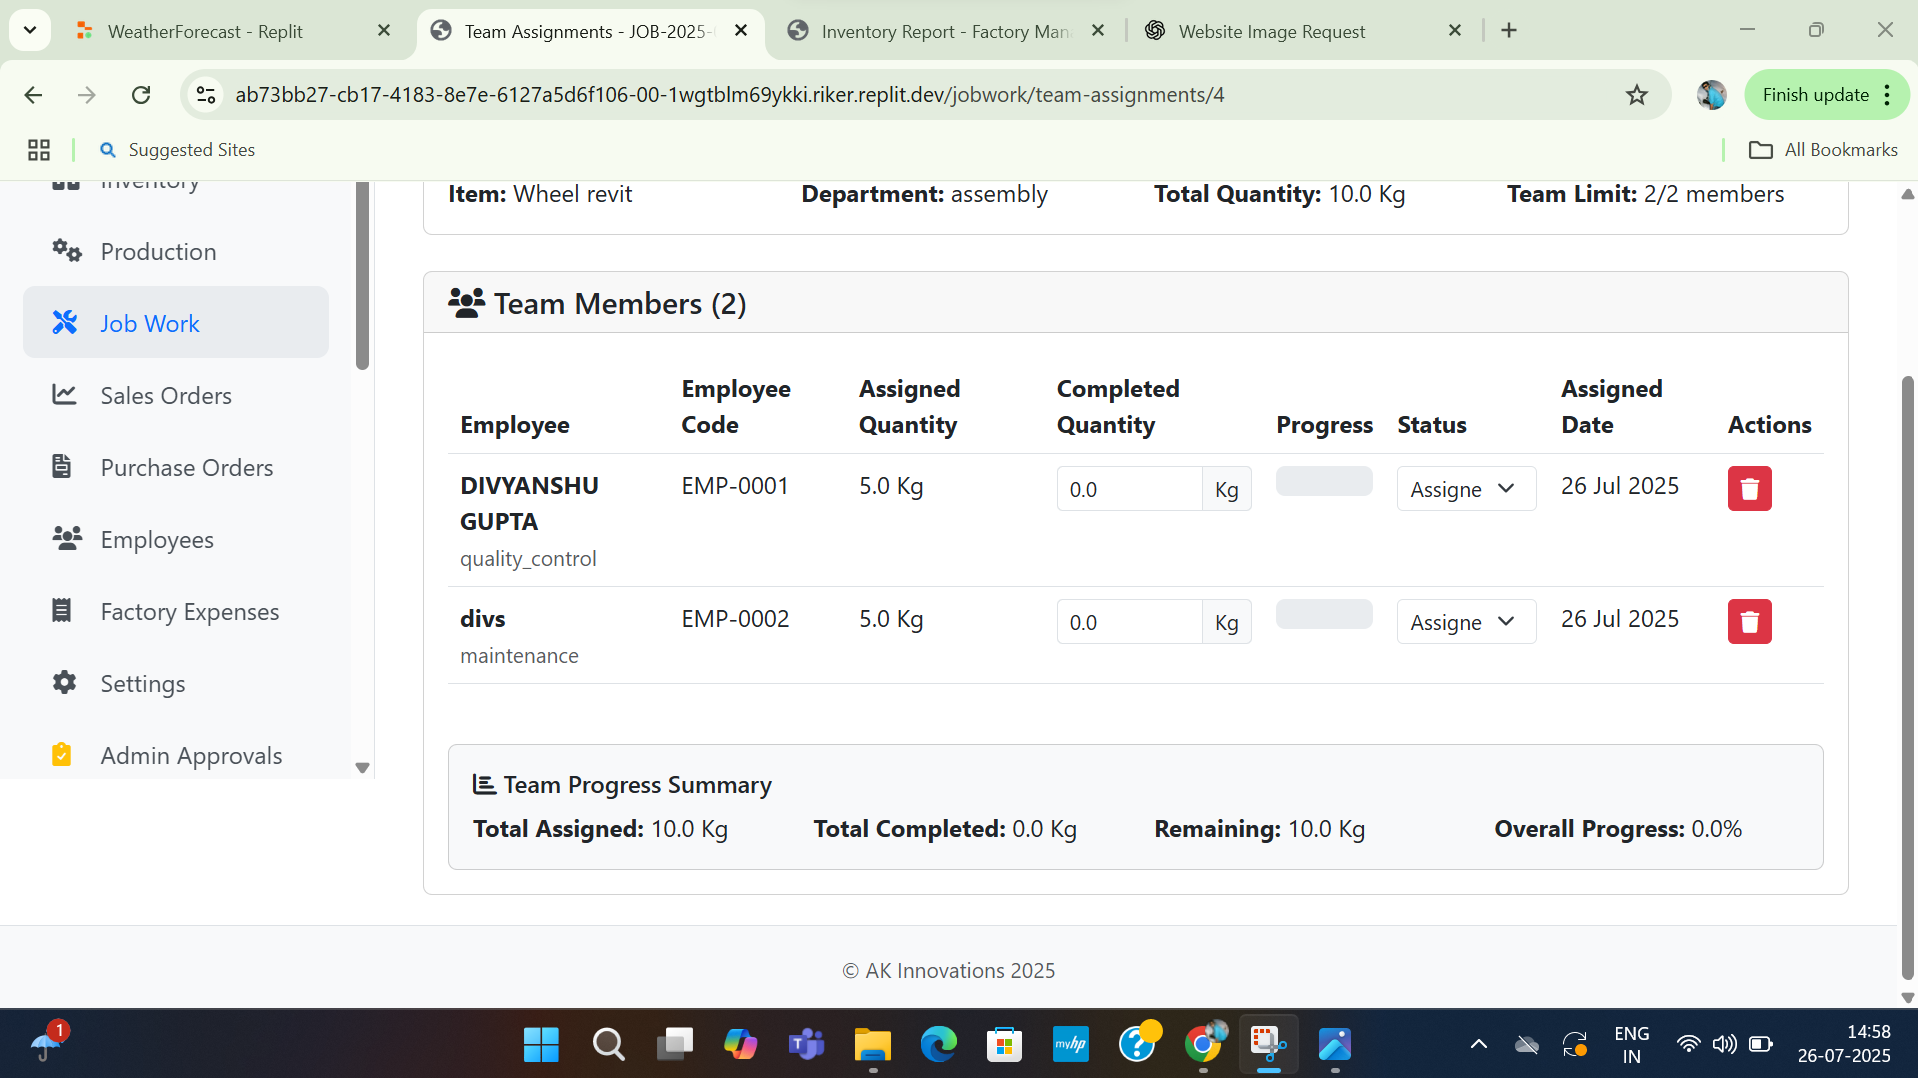 WeatherForecast - Replit
Team Assignments - JOB-2025-
Inventory Report - Factory Man
Website Image Request
ab73bb27-cb17-4183-8e7e-6127a5d6f106-00-1wgtblm69ykki.riker.replit.dev/jobwork/team-assignments/4
Finish update
Suggested Sites
All Bookmarks
Inventory
Production
Job Work
Sales Orders
Purchase Orders
Employees
Factory Expenses
Settings
Admin Approvals
Item: Wheel revit Department: assembly Total Quantity: 10.0 Kg Team Limit: 2/2 members
Team Members (2)
Employee Employee Code Assigned Quantity Completed Quantity Progress Status Assigned Date Actions
DIVYANSHU GUPTA EMP-0001 5.0 Kg 0.0 Kg Assigne 26 Jul 2025
quality_control
divs EMP-0002 5.0 Kg 0.0 Kg Assigne 26 Jul 2025
maintenance
Team Progress Summary
Total Assigned: 10.0 Kg Total Completed: 0.0 Kg Remaining: 10.0 Kg Overall Progress: 0.0%
© AK Innovations 2025
1
myhp
ENG
IN
14:58
26-07-2025